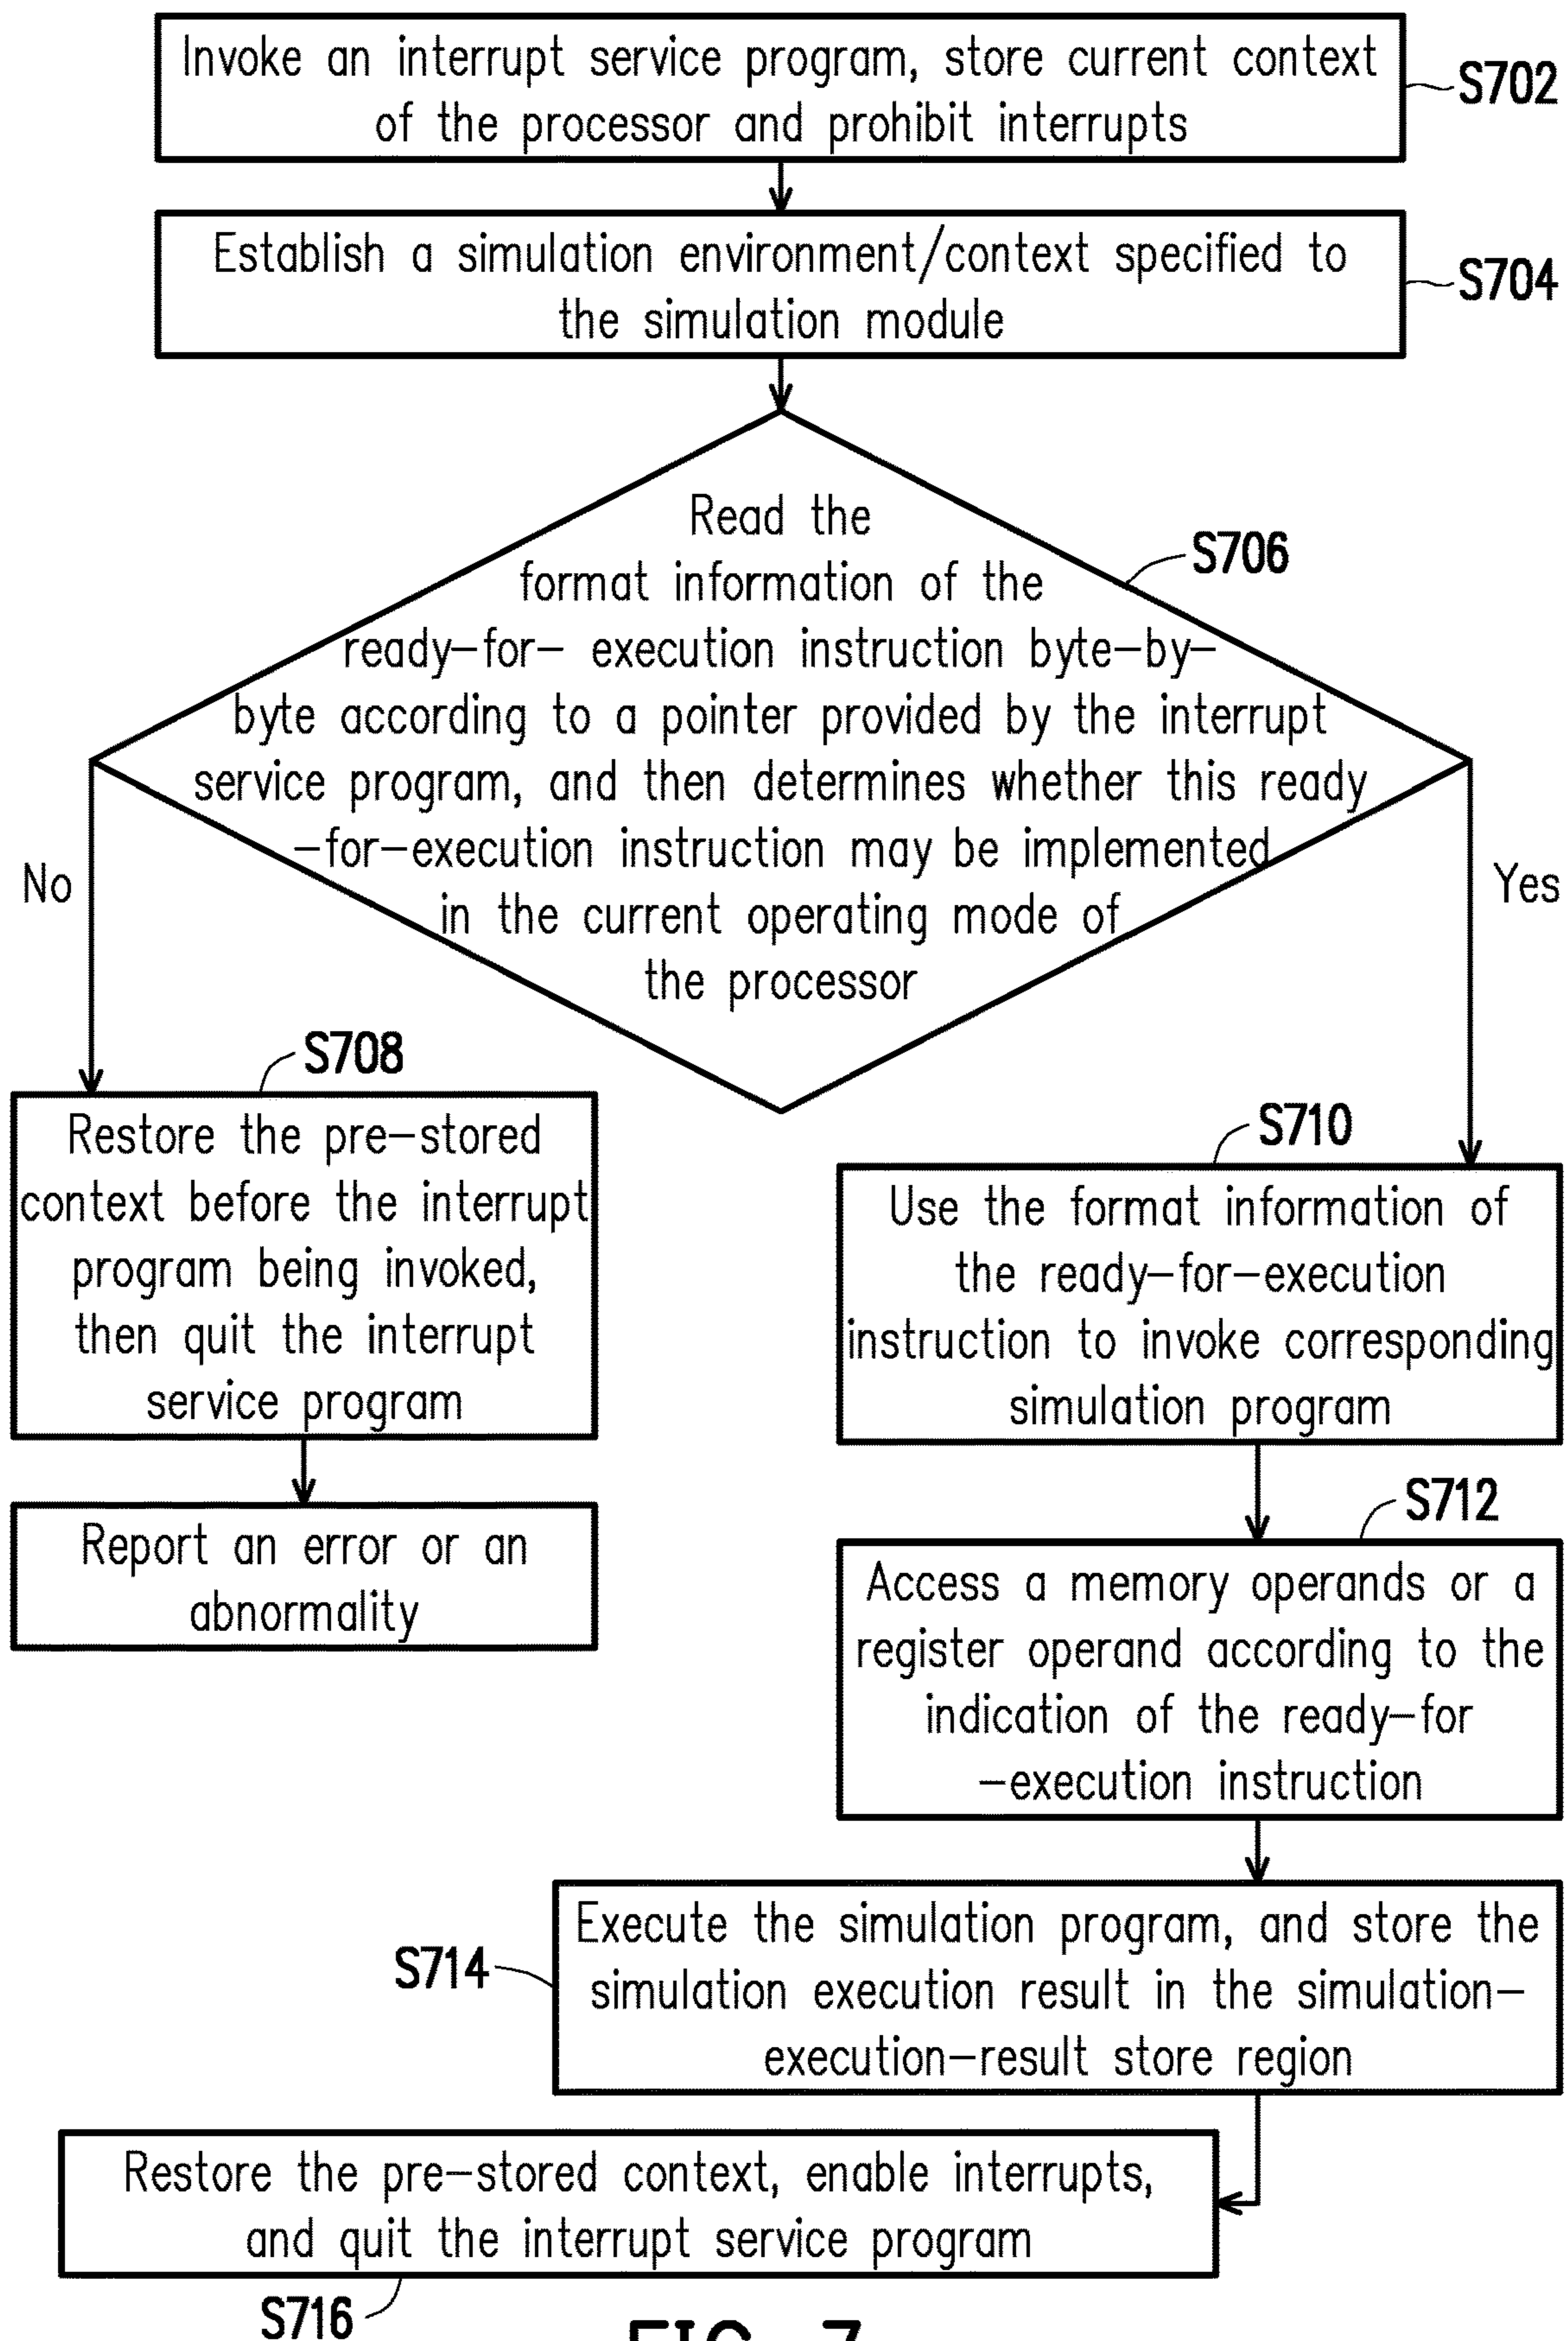 Invoke an interrupt service program, store current context
of the processor and prohibit interrupts
S702
Establish a simulation environment/context specified to
the simulation module
S704
Read the
format information of the
ready-for- execution instruction byte-by-
byte according to a pointer provided by the interrupt
service program, and then determines whether this ready
-for-execution instruction may be implemented
in the current operating mode of
the processor
S706
No
Yes
S708
Restore the pre-stored
context before the interrupt
program being invoked,
then quit the interrupt
service program
Report an error or an
abnormality
S710
Use the format information of
the ready-for-execution
instruction to invoke corresponding
simulation program
S712
Access a memory operands or a
register operand according to the
indication of the ready-for
-execution instruction
S714
Execute the simulation program, and store the
simulation execution result in the simulation-
execution-result store region
Restore the pre-stored context, enable interrupts,
and quit the interrupt service program
S716
FIG. 7